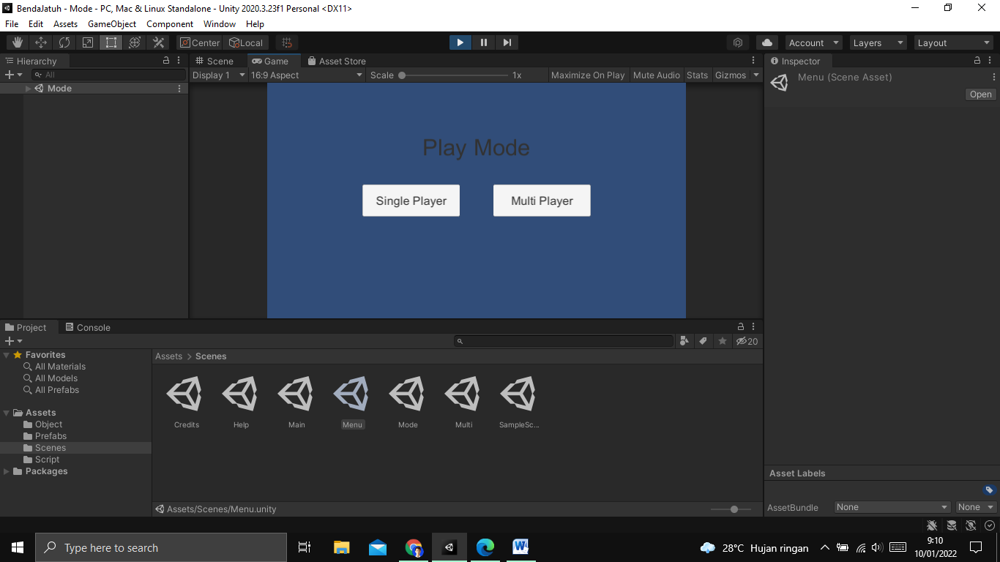 BendaJatuh - Mode - PC, Mac & Linux Standalone - Unity 2020.3.23f1 Personal <DX11>
File Edit Assets GameObject Component Window Help
Center Local Account Layers Layout
Hierarchy
All
Mode
Scene Game Asset Store
Display 1 16:9 Aspect Scale 1x Maximize On Play Mute Audio Stats Gizmos
Play Mode
Single Player Multi Player
Inspector
Menu (Scene Asset)
Open
Project Console
20
Favorites
All Materials
All Models
All Prefabs
Assets
Object
Prefabs
Scenes
Script
Packages
Assets > Scenes
Credits Help Main Menu Mode Multi SampleSc...
Assets/Scenes/Menu.unity
Asset Labels
AssetBundle None None
Type here to search
28°C Hujan ringan
9:10
10/01/2022